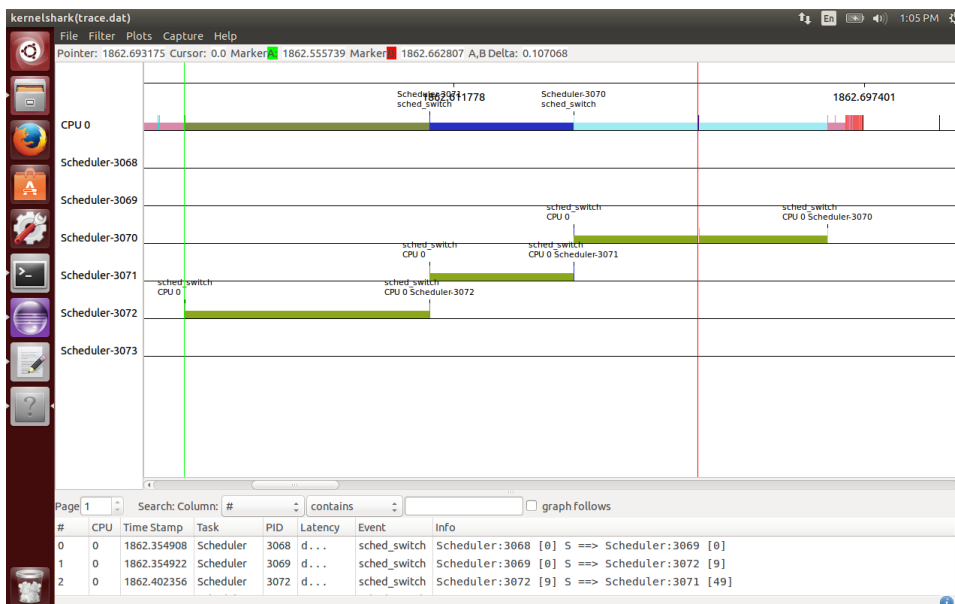 kernelshark(trace.dat)
En
1:05 PM
File Filter Plots Capture Help
Pointer: 1862.693175 Cursor: 0.0 MarkerA: 1862.555739 Marker 1862.662807 A,B Delta: 0.107068
Scheduler-3071
sched_switch
1862.611778
Scheduler-3070
sched_switch
1862.697401
CPU 0
Scheduler-3068
Scheduler-3069
sched_switch
CPU 0
sched_switch
CPU 0 Scheduler-3070
Scheduler-3070
sched_switch
CPU 0
sched_switch
CPU 0 Scheduler-3071
Scheduler-3071
sched_switch
CPU 0
sched_switch
CPU 0 Scheduler-3072
Scheduler-3072
Scheduler-3073
Page 1 Search: Column: # contains graph follows
# CPU Time Stamp Task PID Latency Event Info
0 0 1862.354908 Scheduler 3068 d... sched_switch Scheduler:3068 [0] S ==> Scheduler:3069 [0]
1 0 1862.354922 Scheduler 3069 d... sched_switch Scheduler:3069 [0] S ==> Scheduler:3072 [9]
2 0 1862.402356 Scheduler 3072 d... sched_switch Scheduler:3072 [9] S ==> Scheduler:3071 [49]